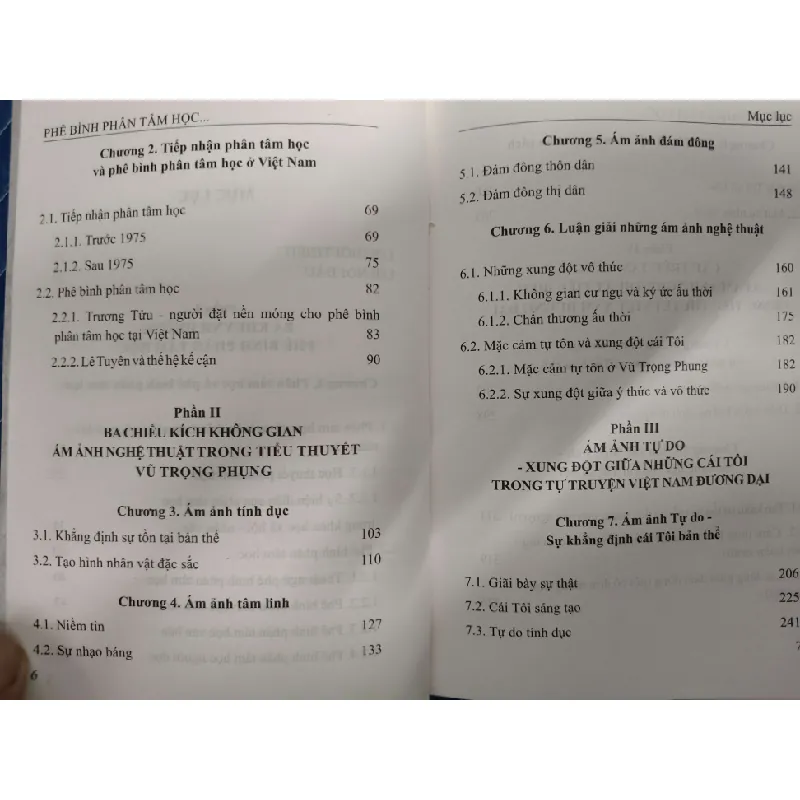 PHÊ BÌNH PHÂN TÂM HỌC...
Chương 2. Tiếp nhận phân tâm học
và phê bình phân tâm học ở Việt Nam
2.1. Tiếp nhận phân tâm học 69
2.1.1. Trước 1975 69
2.1.2. Sau 1975 75
2.2. Phê bình phân tâm học 82
2.2.1. Trương Tửu - người đặt nền móng cho phê bình
phân tâm học tại Việt Nam 83
2.2.2. Lê Tuyên và thế hệ kế cận 90
Phần II
BA CHIỀU KÍCH KHÔNG GIAN
ÁM ẢNH NGHỆ THUẬT TRONG TIỂU THUYẾT
VŨ TRỌNG PHỤNG
Chương 3. Ám ảnh tính dục
3.1. Khẳng định sự tồn tại bản thể 103
3.2. Tạo hình nhân vật đặc sắc 110
Chương 4. Ám ảnh tâm linh
4.1. Niềm tin 127
4.2. Sự nhạo báng 133
6
Mục lục
Chương 5. Ám ảnh đám đông
5.1. Đám đông thôn dân 141
5.2. Đám đông thị dân 148
Chương 6. Luận giải những ám ảnh nghệ thuật
6.1. Những xung đột vô thức 160
6.1.1. Không gian cư ngụ và ký ức ấu thời 161
6.1.2. Chấn thương ấu thời 175
6.2. Mặc cảm tự tôn và xung đột cái Tôi 182
6.2.1. Mặc cảm tự tôn ở Vũ Trọng Phụng 182
6.2.2. Sự xung đột giữa ý thức và vô thức 190
Phần III
ÁM ẢNH TỰ DO
- XUNG ĐỘT GIỮA NHỮNG CÁI TÔI
TRONG TỰ TRUYỆN VIỆT NAM ĐƯƠNG ĐẠI
Chương 7. Ám ảnh Tự do -
Sự khẳng định cái Tôi bản thể
7.1. Giãi bày sự thật 206
7.2. Cái Tôi sáng tạo 225
7.3. Tự do tính dục 241
7